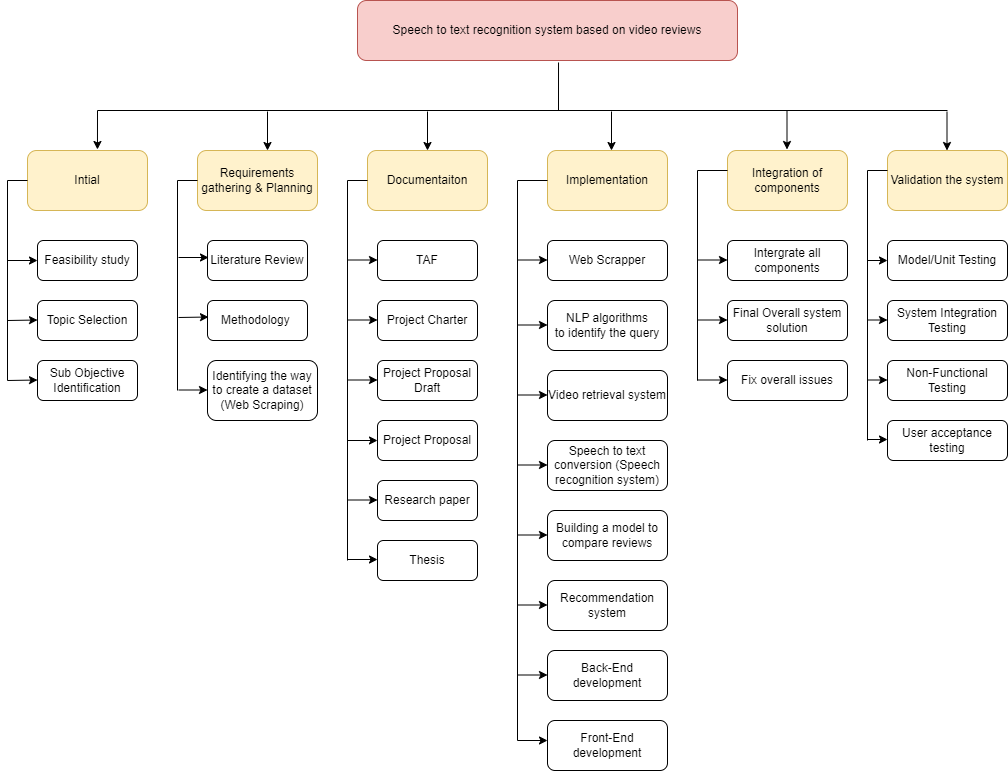 Speech to text recognition system based on video reviews
Intial
Feasibility study
Topic Selection
Sub Objective
Identification
Requirements
gathering & Planning
Literature Review
Methodology
Identifying the way
to create a dataset
(Web Scraping)
Documentaiton
TAF
Project Charter
Project Proposal
Draft
Project Proposal
Research paper
Thesis
Implementation
Web Scrapper
NLP algorithms
to identify the query
Video retrieval system
Speech to text
conversion (Speech
recognition system)
Building a model to
compare reviews
Recommendation
system
Back-End
development
Front-End
development
Integration of
components
Intergrate all
components
Final Overall system
solution
Fix overall issues
Validation the system
Model/Unit Testing
System Integration
Testing
Non-Functional
Testing
User acceptance
testing